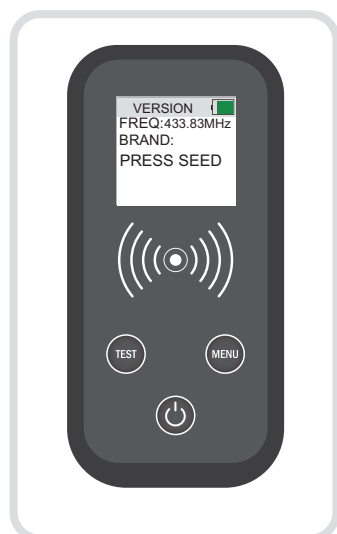 VERSION
FREQ:433.83MHz
BRAND:
PRESS SEED
TEST
MENU